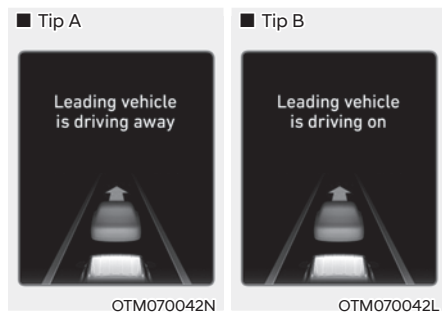 ■ Tip A
Leading vehicle
is driving away
OTM070042N
■ Tip B
Leading vehicle
is driving on
OTM070042L